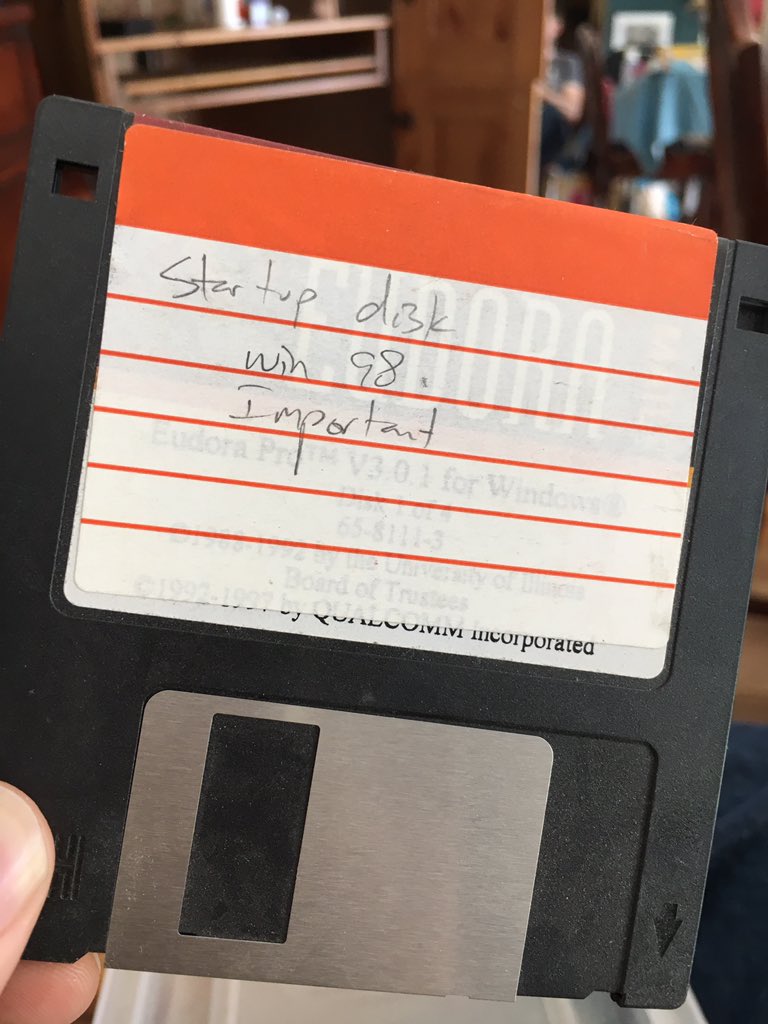 Startup disk
win 98.
Important
EUDORA
Eudora Pro™ V3.0.1 for Windows®
Disk 1 of 4
65-8111-3
©1988-1992 by the University of Illinois
Board of Trustees
©1992-1997 by QUALCOMM Incorporated
H